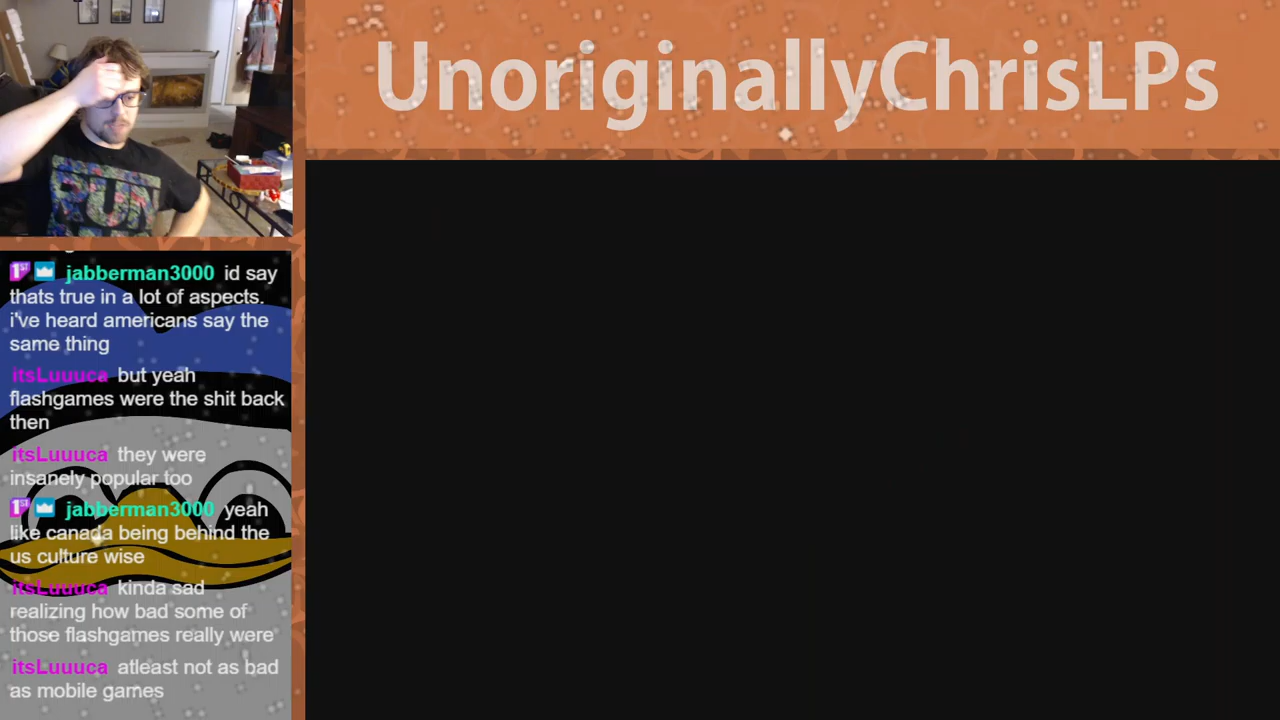 UnoriginallyChrisLPs
RUN
1ST jabberman3000 id say
thats true in a lot of aspects.
i've heard americans say the
same thing
itsLuuuca but yeah
flashgames were the shit back
then
itsLuuuca they were
insanely popular too
1ST jabberman3000 yeah
like canada being behind the
us culture wise
itsLuuuca kinda sad
realizing how bad some of
those flashgames really were
itsLuuuca atleast not as bad
as mobile games